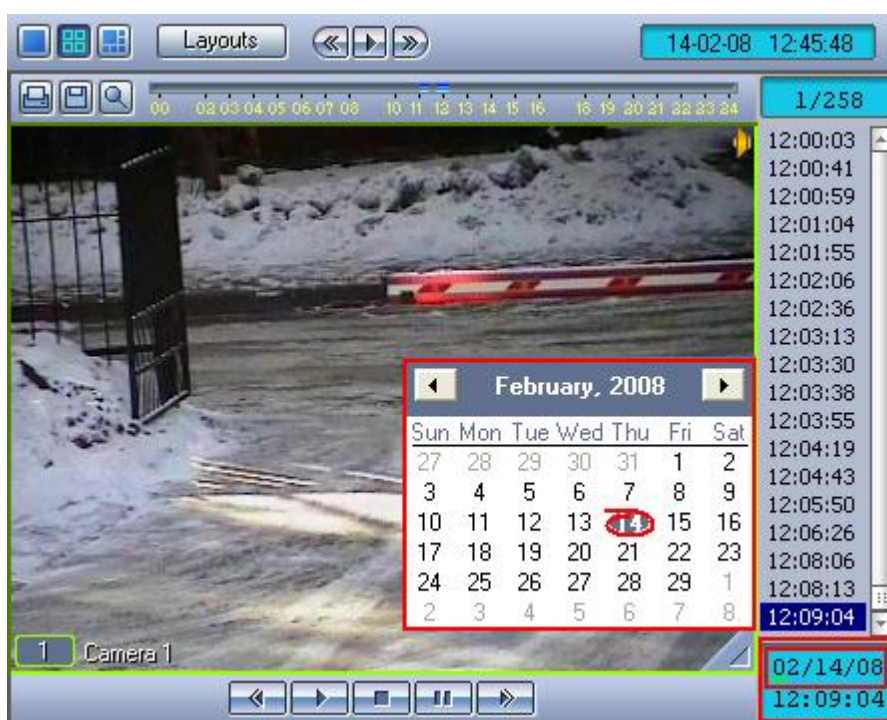 Layouts
14-02-08 12:45:48
00 02 03 04 05 06 07 08 10 11 12 13 14 15 16 18 19 20 21 22 23 24
1/258
12:00:03
12:00:41
12:00:59
12:01:04
12:01:55
12:02:06
12:02:36
12:03:13
12:03:30
12:03:38
12:03:55
12:04:19
12:04:43
12:05:50
12:06:26
12:08:06
12:08:13
12:09:04
February, 2008
Sun Mon Tue Wed Thu Fri Sat
27 28 29 30 31 1 2
3 4 5 6 7 8 9
10 11 12 13 14 15 16
17 18 19 20 21 22 23
24 25 26 27 28 29 1
2 3 4 5 6 7 8
1 Camera 1
02/14/08
12:09:04